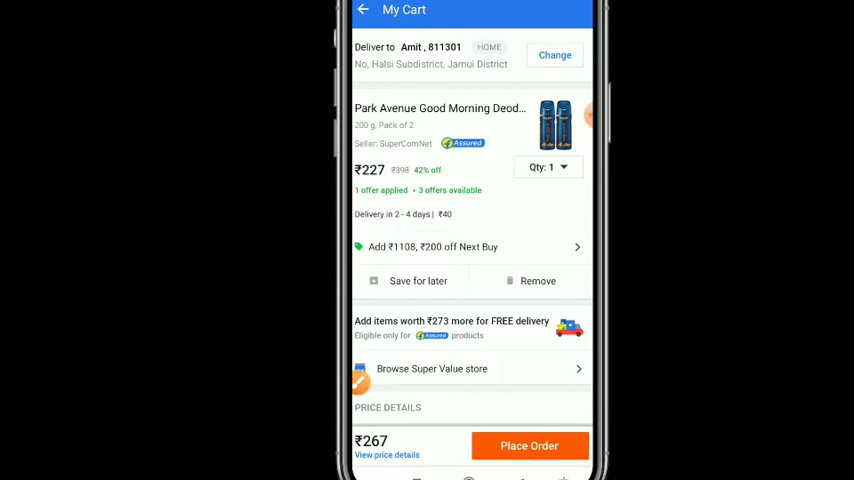 My Cart
Deliver to Amit , 811301 HOME
Change
No, Halsi Subdistrict, Jamui District
Park Avenue Good Morning Deod...
200 g, Pack of 2
Seller: SuperComNet Assured
₹227 ₹398 42% off
Qty: 1
1 offer applied • 3 offers available
Delivery in 2 - 4 days | ₹40
Add ₹1108, ₹200 off Next Buy
Save for later
Remove
Add items worth ₹273 more for FREE delivery
Eligible only for Assured products
Browse Super Value store
PRICE DETAILS
₹267
View price details
Place Order